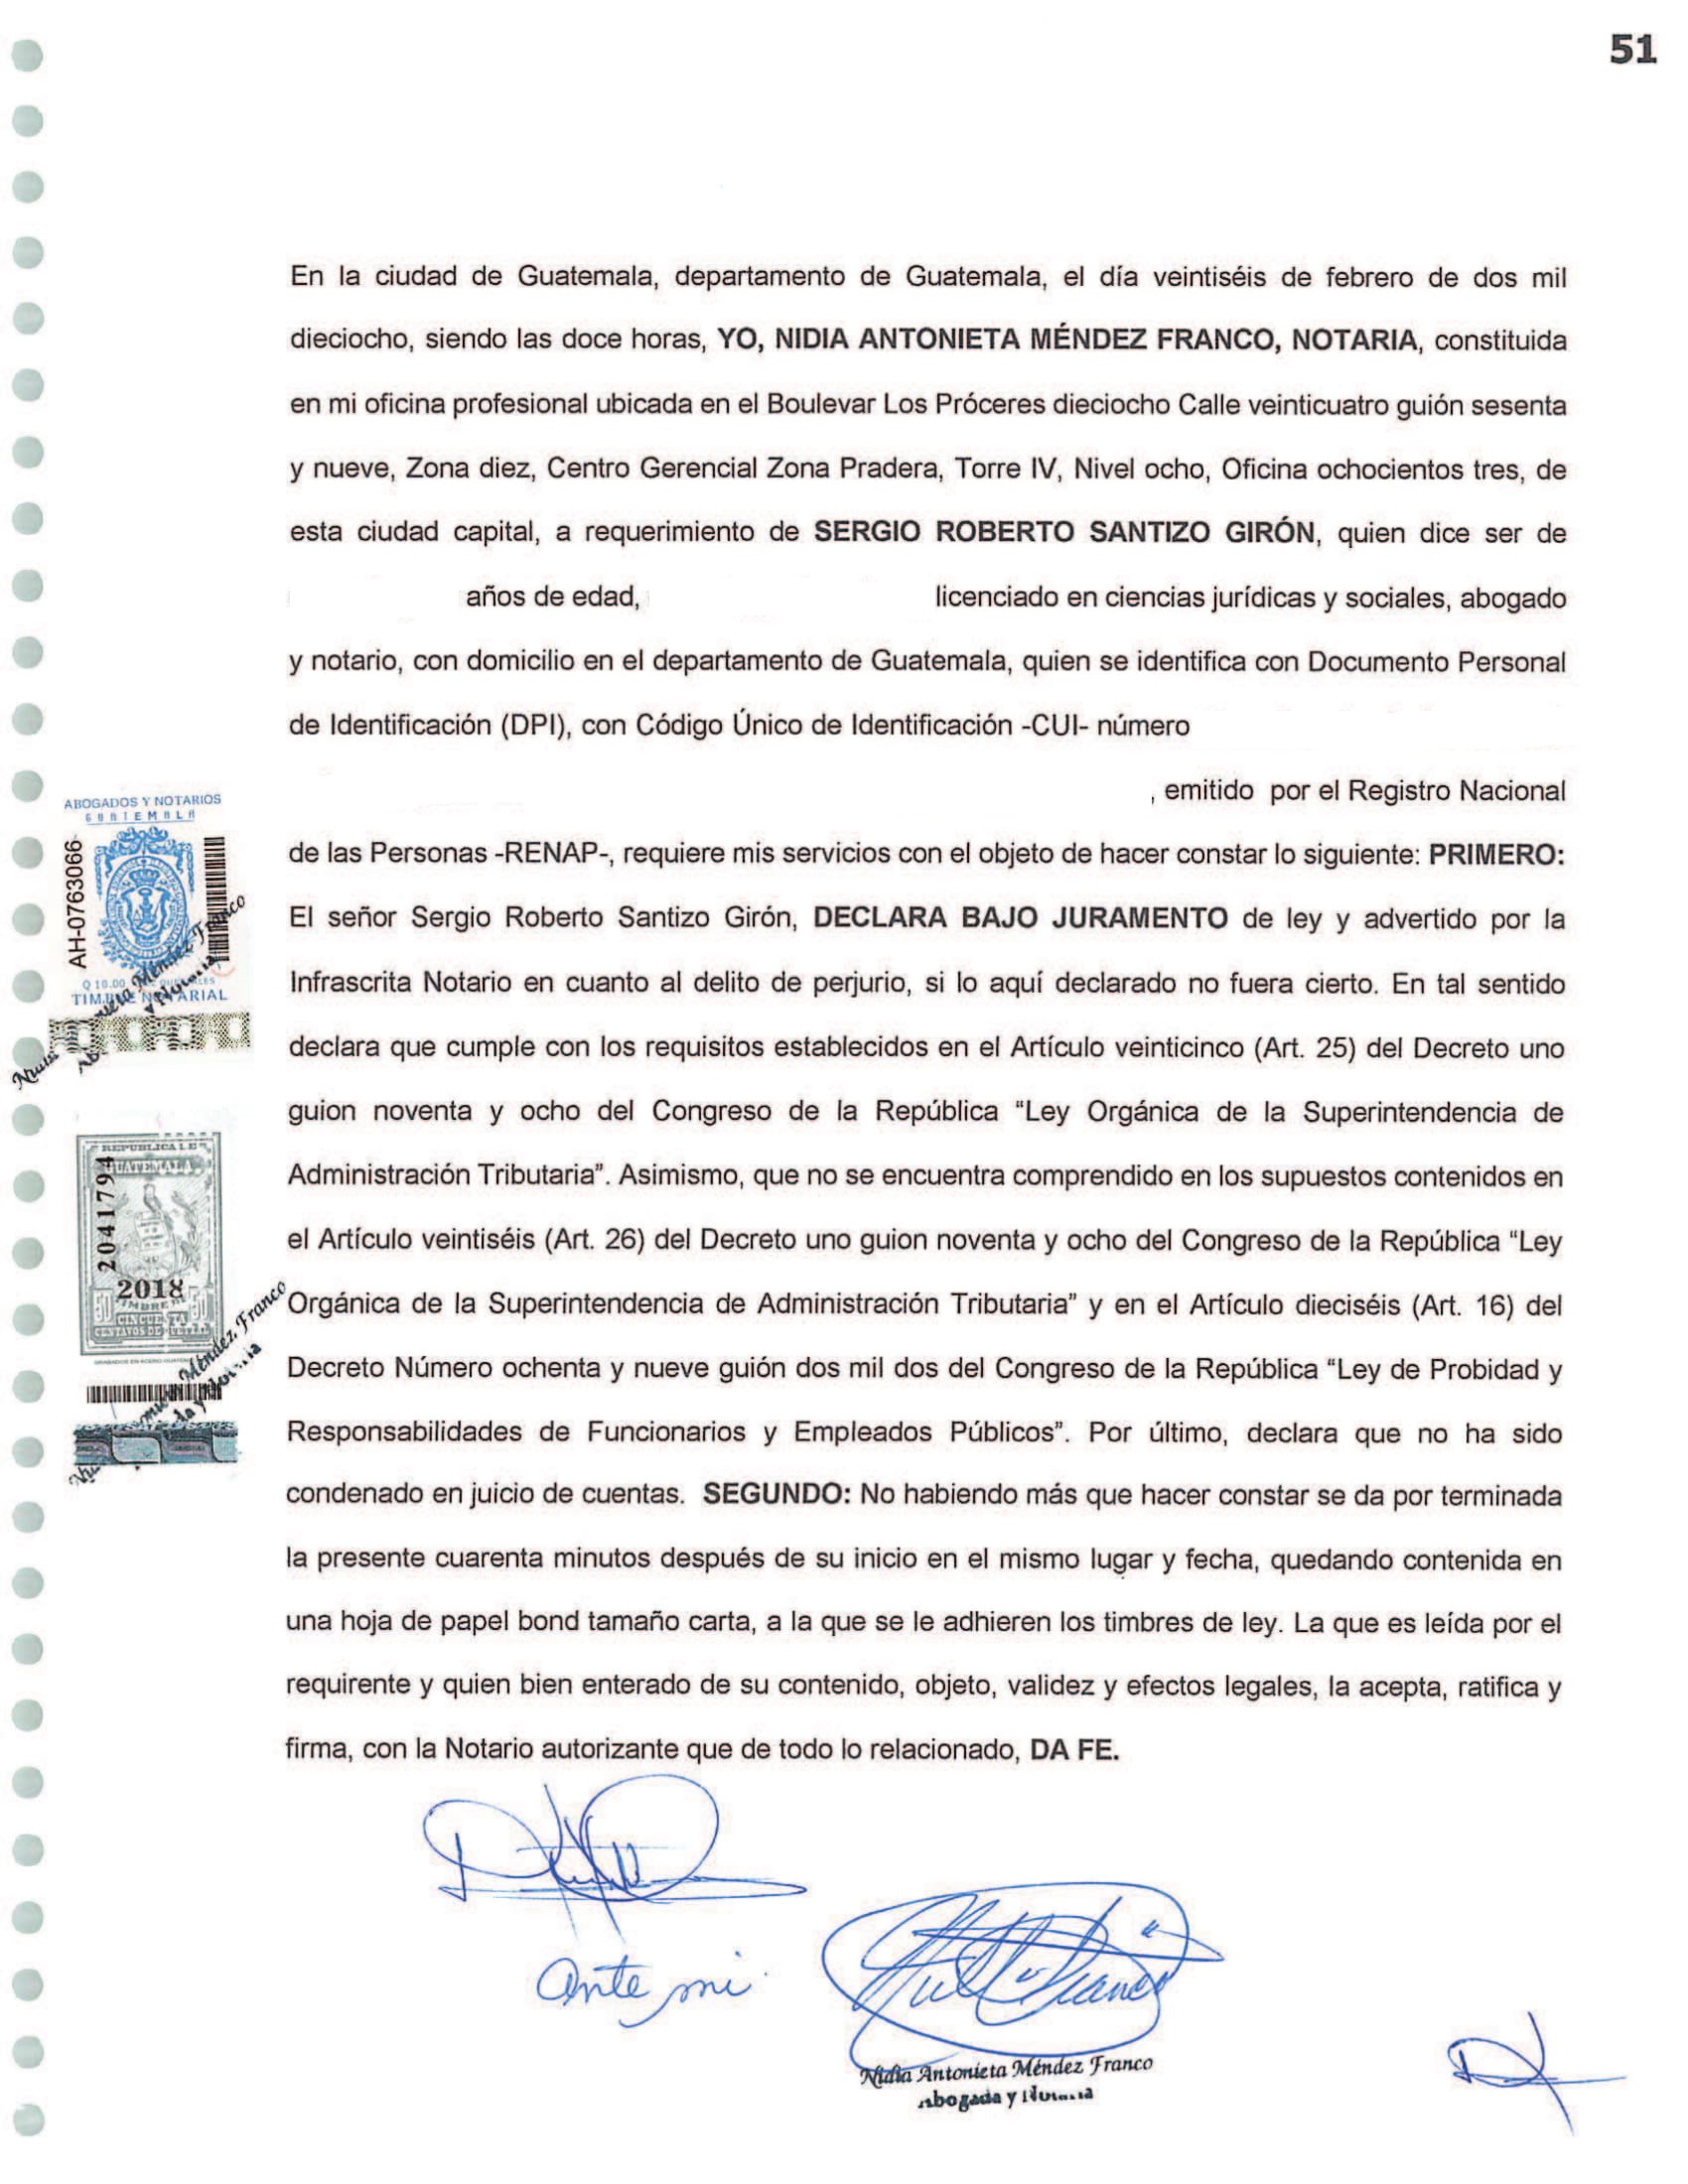 51
En la ciudad de Guatemala, departamento de Guatemala, el día veintiséis de febrero de dos mil
dieciocho, siendo las doce horas, YO, NIDIA ANTONIETA MÉNDEZ FRANCO, NOTARIA, constituida
en mi oficina profesional ubicada en el Boulevar Los Próceres dieciocho Calle veinticuatro guión sesenta
y nueve, Zona diez, Centro Gerencial Zona Pradera, Torre IV, Nivel ocho, Oficina ochocientos tres, de
esta ciudad capital, a requerimiento de SERGIO ROBERTO SANTIZO GIRÓN, quien dice ser de
años de edad, licenciado en ciencias jurídicas y sociales, abogado
y notario, con domicilio en el departamento de Guatemala, quien se identifica con Documento Personal
de Identificación (DPI), con Código Único de Identificación -CUI- número
, emitido por el Registro Nacional
de las Personas -RENAP-, requiere mis servicios con el objeto de hacer constar lo siguiente: PRIMERO:
El señor Sergio Roberto Santizo Girón, DECLARA BAJO JURAMENTO de ley y advertido por la
Infrascrita Notario en cuanto al delito de perjurio, si lo aquí declarado no fuera cierto. En tal sentido
declara que cumple con los requisitos establecidos en el Artículo veinticinco (Art. 25) del Decreto uno
guion noventa y ocho del Congreso de la República “Ley Orgánica de la Superintendencia de
Administración Tributaria”. Asimismo, que no se encuentra comprendido en los supuestos contenidos en
el Artículo veintiséis (Art. 26) del Decreto uno guion noventa y ocho del Congreso de la República “Ley
Orgánica de la Superintendencia de Administración Tributaria” y en el Artículo dieciséis (Art. 16) del
Decreto Número ochenta y nueve guión dos mil dos del Congreso de la República “Ley de Probidad y
Responsabilidades de Funcionarios y Empleados Públicos”. Por último, declara que no ha sido
condenado en juicio de cuentas. SEGUNDO: No habiendo más que hacer constar se da por terminada
la presente cuarenta minutos después de su inicio en el mismo lugar y fecha, quedando contenida en
una hoja de papel bond tamaño carta, a la que se le adhieren los timbres de ley. La que es leída por el
requirente y quien bien enterado de su contenido, objeto, validez y efectos legales, la acepta, ratifica y
firma, con la Notario autorizante que de todo lo relacionado, DA FE.
ABOGADOS Y NOTARIOS
GUATEMALA
AH-0763066
Q 10.00
TIMBRE NOTARIAL
Méndez Franco
REPUBLICA DE
GUATEMALA
2041794
2018
TIMBRE
50 50
CINCUENTA
CENTAVOS DE QUETZAL
Méndez Franco
Ante mi
Nidia Antonieta Méndez Franco
Abogada y Notaria